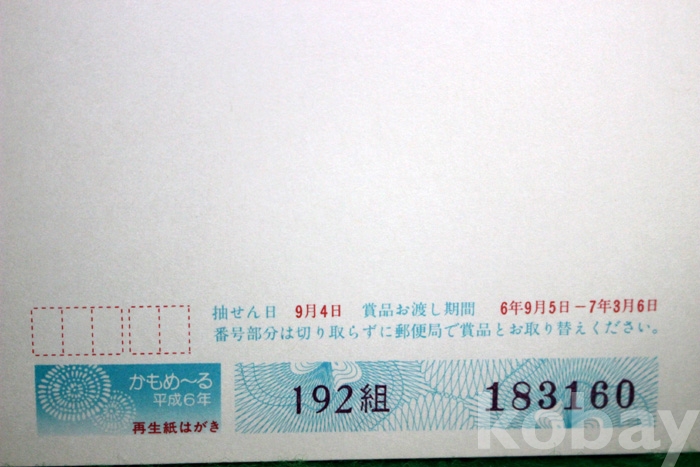 抽せん日 9月4日 賞品お渡し期間 6年9月5日−7年3月6日
番号部分は切り取らずに郵便局で賞品とお取り替えください。
かもめ〜る
平成6年
再生紙はがき
192組 183160
kobay